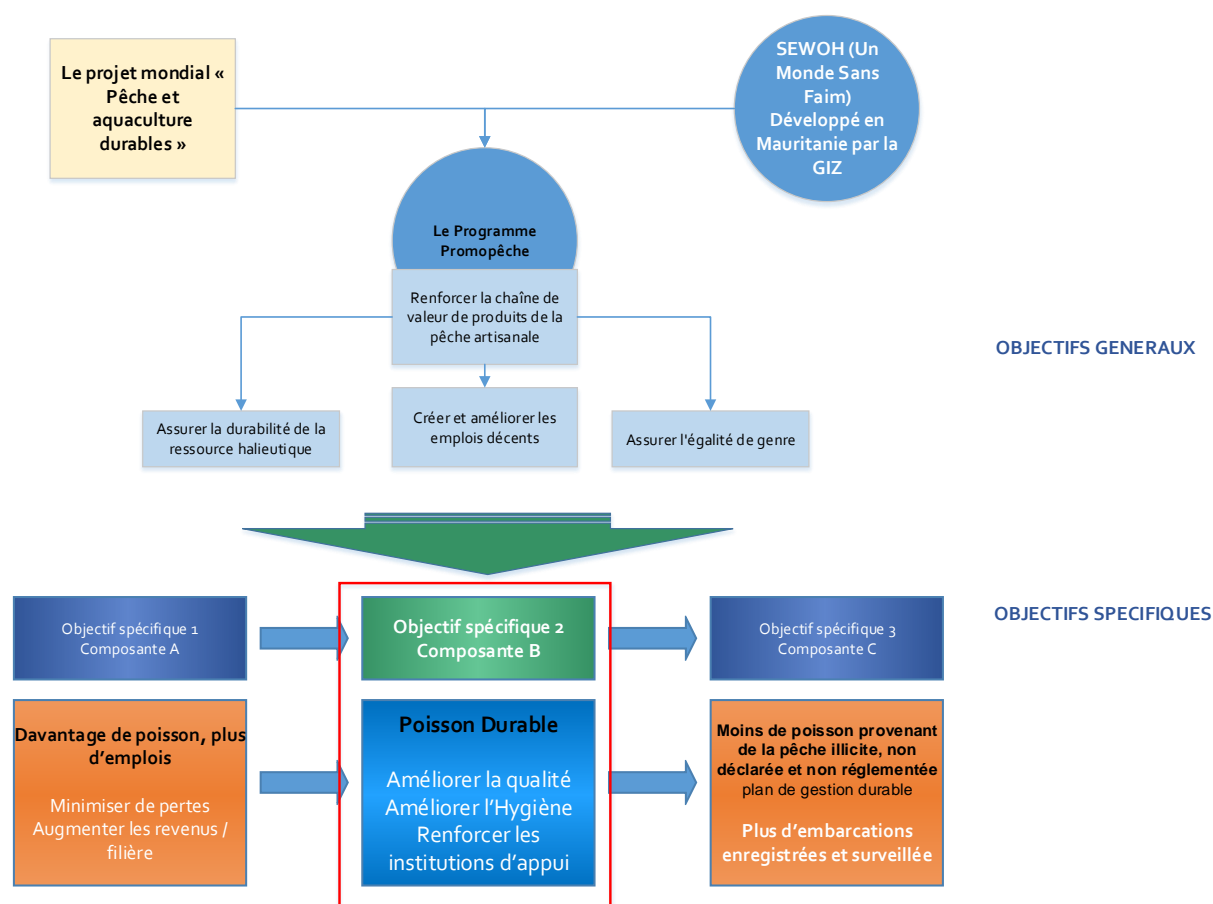 Le projet mondial «
Pêche et
aquaculture
durables »
SEWOH (Un
Monde Sans
Faim)
Développé en
Mauritanie par la
GIZ
Le Programme
Promopêche
Renforcer la chaîne de
valeur de produits de la
pêche artisanale
OBJECTIFS GENERAUX
Assurer la durabilité de la
ressource halieutique
Créer et améliorer les
emplois décents
Assurer l'égalité de genre
Objectif spécifique 1
Composante A
Objectif spécifique 2
Composante B
Objectif spécifique 3
Composante C
OBJECTIFS SPECIFIQUES
Davantage de poisson, plus
d’emplois
Minimiser de pertes
Augmenter les revenus /
filière
Poisson Durable
Améliorer la qualité
Améliorer l’Hygiène
Renforcer les
institutions d’appui
Moins de poisson provenant
de la pêche illicite, non
déclarée et non réglementée
plan de gestion durable
Plus d’embarcations
enregistrées et surveillée